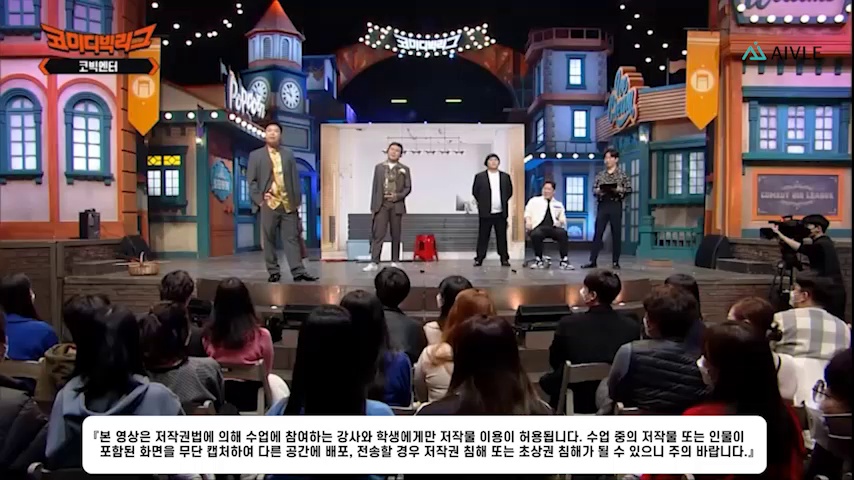 코미디빅리그
코빅엔터
코미디빅리그
AIVLE
Popcorn
COMEDY BIG LEAGUE
『본 영상은 저작권법에 의해 수업에 참여하는 강사와 학생에게만 저작물 이용이 허용됩니다. 수업 중의 저작물 또는 인물이
포함된 화면을 무단 캡처하여 다른 공간에 배포, 전송할 경우 저작권 침해 또는 초상권 침해가 될 수 있으니 주의 바랍니다.』